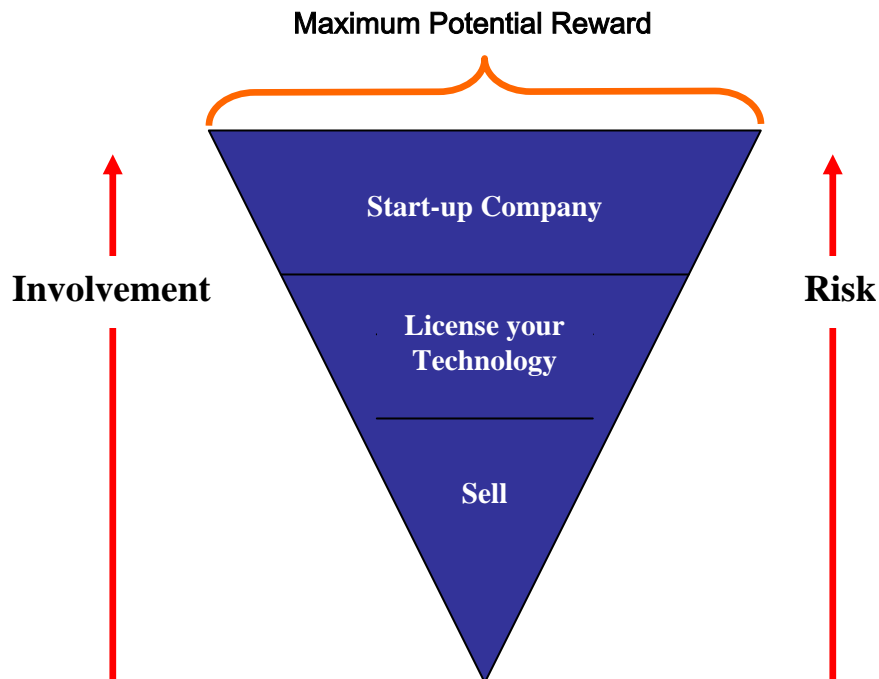 Maximum Potential Reward
Start-up Company
Involvement
Risk
License your
Technology
Sell